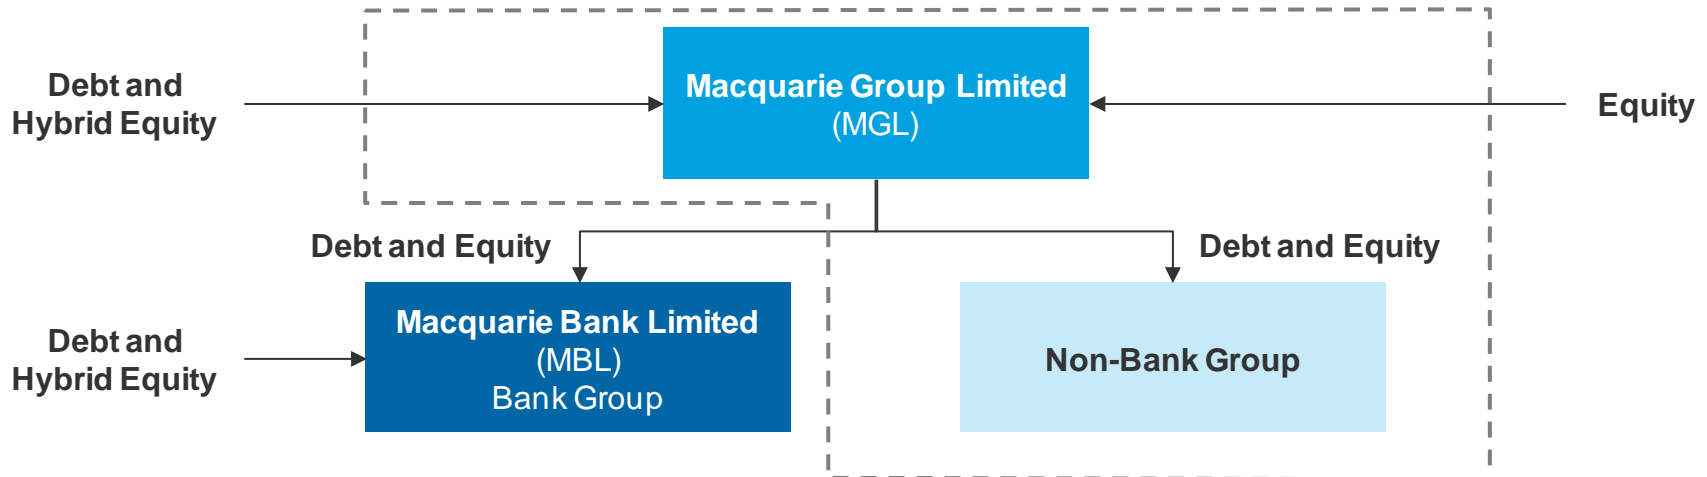 Debt and
Hybrid Equity
Macquarie Group Limited
(MGL)
Equity
Debt and Equity
Debt and Equity
Debt and
Hybrid Equity
Macquarie Bank Limited
(MBL)
Bank Group
Non-Bank Group